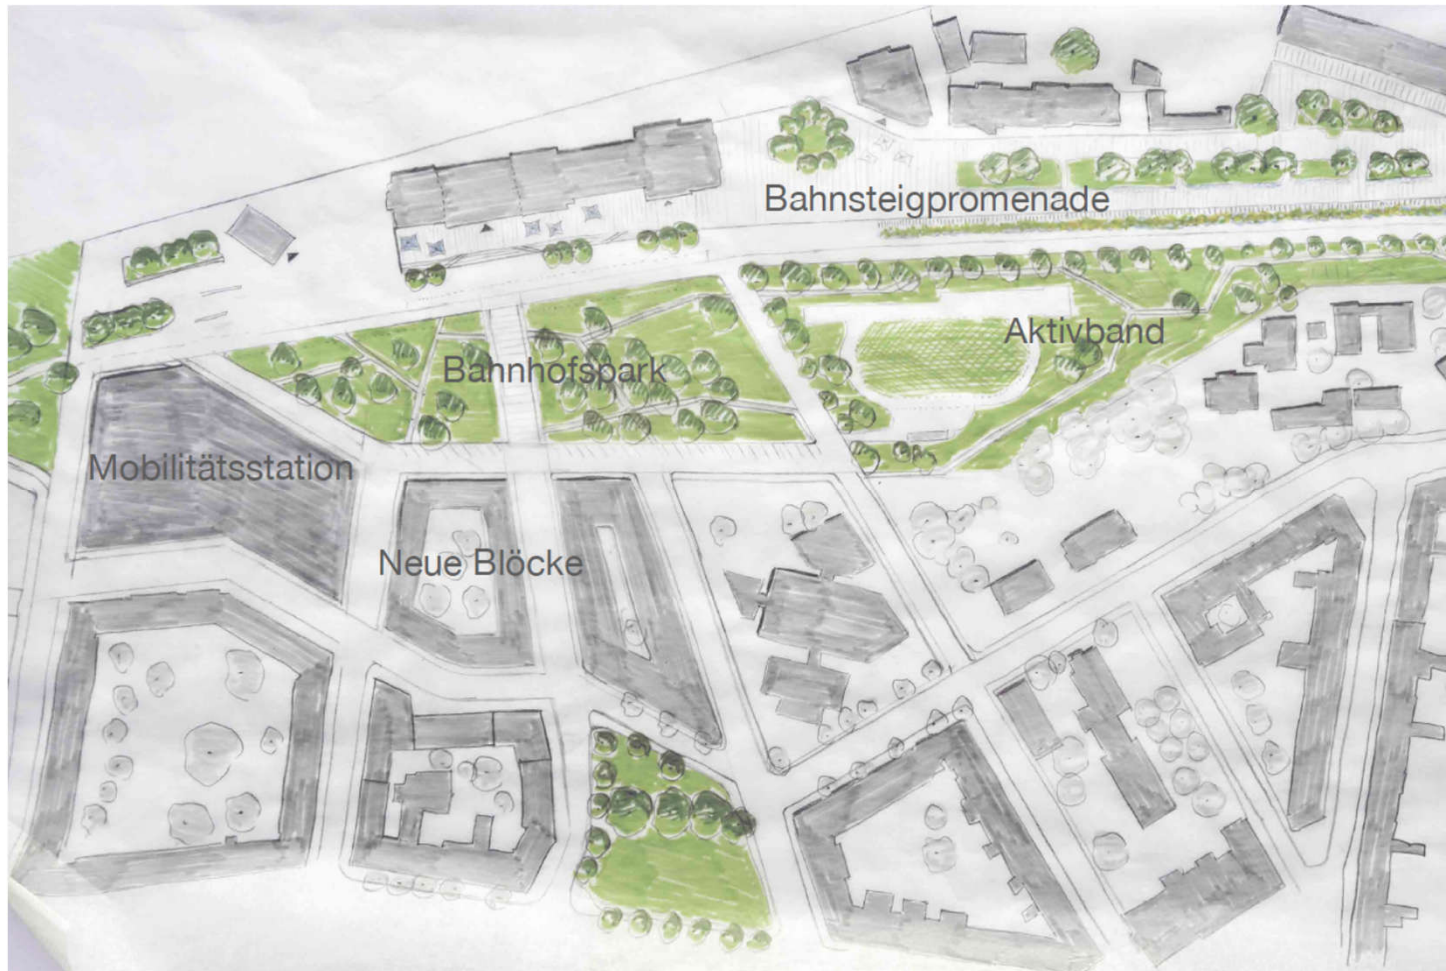 Bahnsteigpromenade
Aktivband
Bahnhofspark
Mobilitätsstation
Neue Blöcke